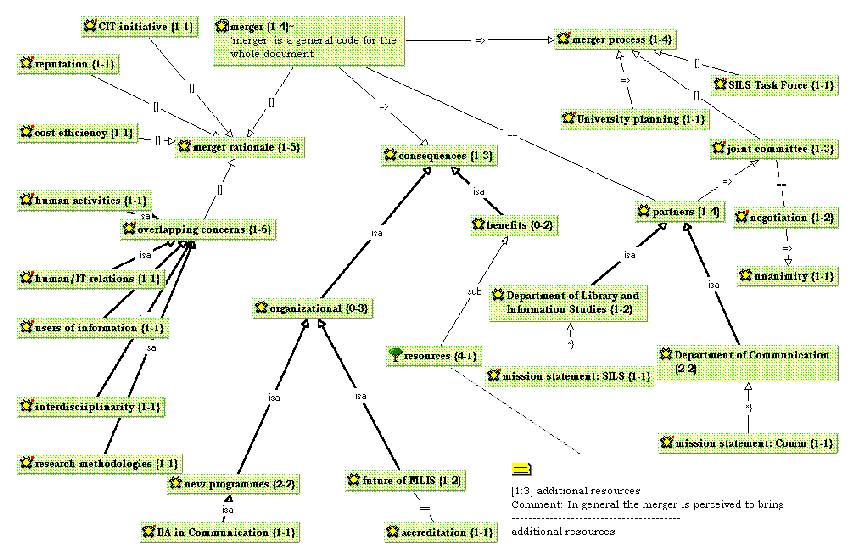 CIT initiative {1-1}
merger {1-4}~
merger is a general code for the
whole document
=>
merger process {1-4}
reputation {1-1}
[]
[]
[]
=>
=>
[]
SILS Task Force {1-1}
[]
University planning {1-1}
cost efficiency {1-1}
[]
merger rationale {1-5}
consequences {1-3}
joint committee {1-3}
[]
isa
=>
human activities {1-1}
isa
overlapping concerns {1-6}
benefits {0-2}
partners {1-4}
negotiation {1-2}
isa
isa
isa
=>
human/IT relations {1-1}
isa
unanimity {1-1}
sub
Department of Library and
Information Studies {1-2}
organizational {0-3}
users of information {1-1}
isa
resources {4-1}
Department of Communication
{2-2}
mission statement: SILS {1-1}
interdisciplinarity {1-1}
isa
isa
mission statement: Comm {1-1}
research methodologies {1-1}
new programmes {2-2}
future of MLIS {1-2}
isa
==
BA in Communication {1-1}
accreditation {1-1}
[1:3] additional resources
Comment: In general the merger is perceived to bring
----------------------------------------
additional resources